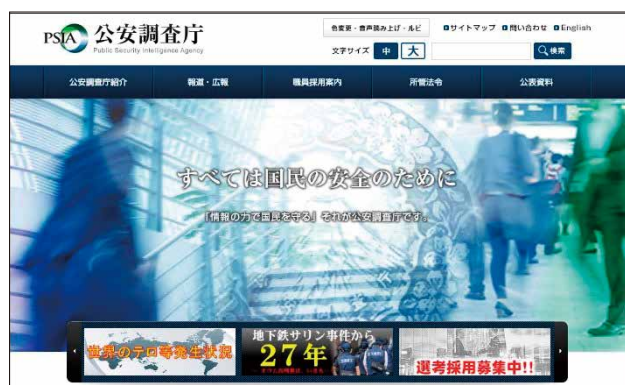 PSIA 公安調査庁
Public Security Intelligence Agency
色変更・音声読み上げ・ルビ
サイトマップ 問い合わせ English
文字サイズ 中 大
検索
公安調査庁紹介 報道・広報 職員採用案内 所管法令 公表資料
すべては国民の安全のために
「情報の力で国民を守る」それが公安調査庁です。
世界のテロ等発生状況
地下鉄サリン事件から
27年
選考採用募集中!!